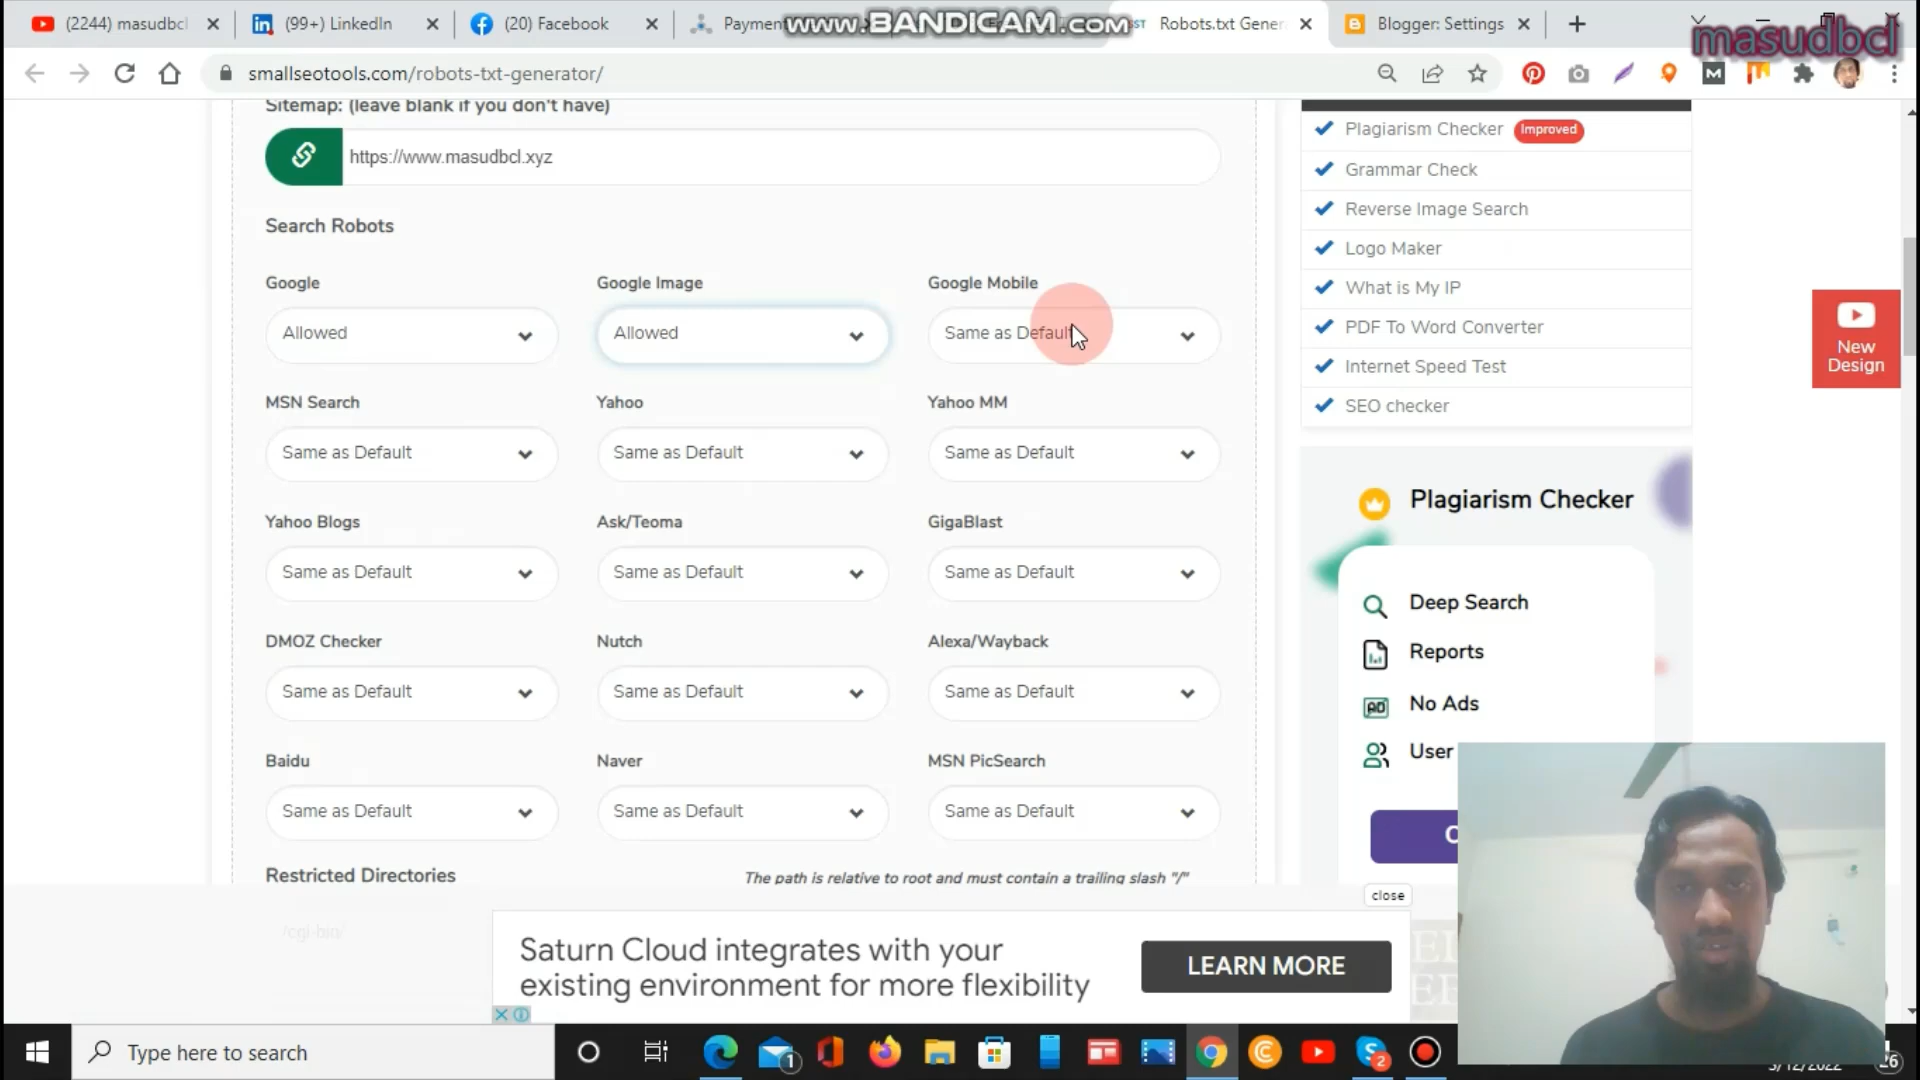 (2244) masudbcl
(99+) LinkedIn
(20) Facebook
Payment
www.BANDICAM.com
Robots.txt Gener
Blogger: Settings
masudbcl
smallseotools.com/robots-txt-generator/
Sitemap: (leave blank if you don't have)
https://www.masudbcl.xyz
Search Robots
Google
Google Image
Google Mobile
Allowed
Allowed
Same as Default
MSN Search
Yahoo
Yahoo MM
Same as Default
Same as Default
Same as Default
Yahoo Blogs
Ask/Teoma
GigaBlast
Same as Default
Same as Default
Same as Default
DMOZ Checker
Nutch
Alexa/Wayback
Same as Default
Same as Default
Same as Default
Baidu
Naver
MSN PicSearch
Same as Default
Same as Default
Same as Default
Restricted Directories
The path is relative to root and must contain a trailing slash "/"
/cgi-bin/
Plagiarism Checker
Improved
Grammar Check
Reverse Image Search
Logo Maker
What is My IP
PDF To Word Converter
Internet Speed Test
SEO checker
New
Design
Plagiarism Checker
Deep Search
Reports
AD
No Ads
User
close
Saturn Cloud integrates with your
existing environment for more flexibility
LEARN MORE
Type here to search
1
2
26